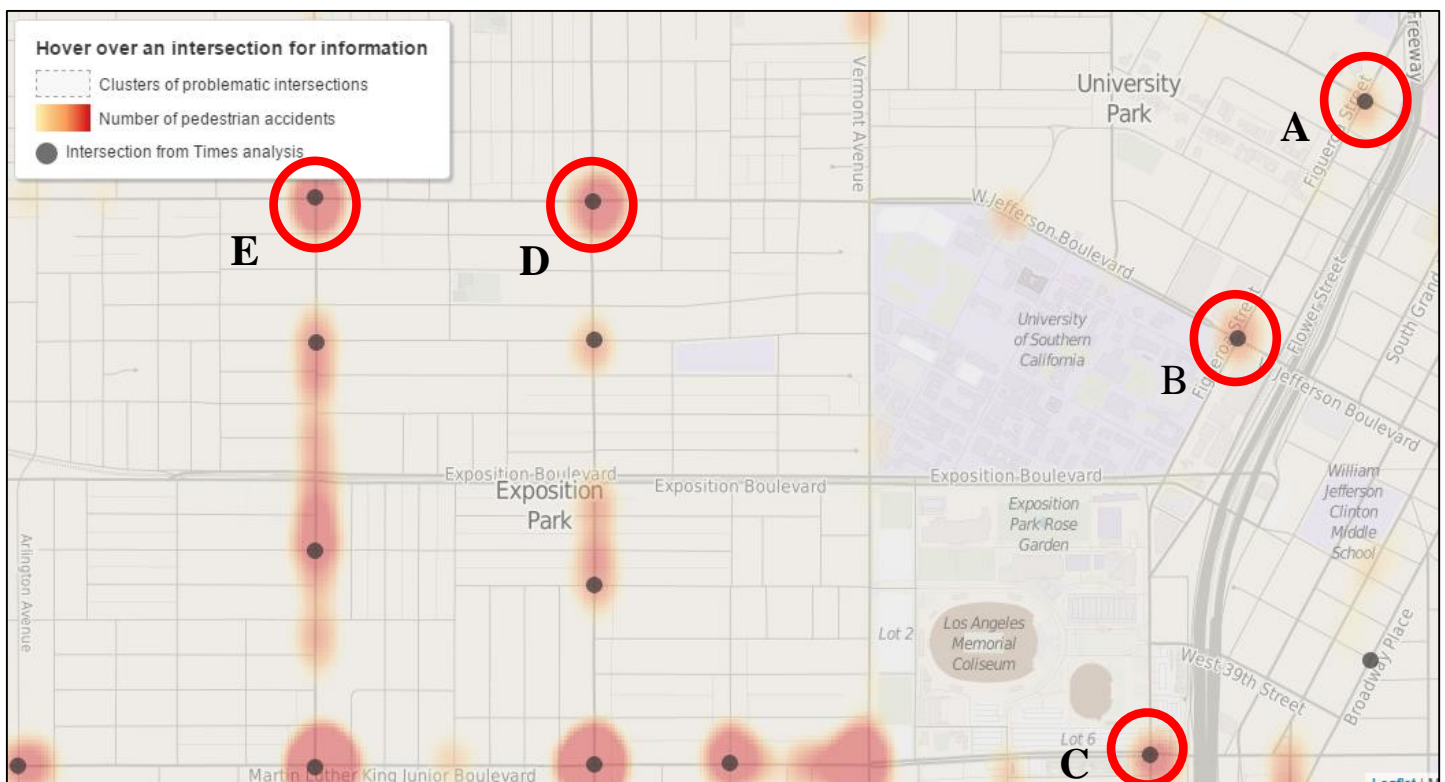 Hover over an intersection for information
Clusters of problematic intersections
Number of pedestrian accidents
Intersection from Times analysis
Vermont Avenue
University
Park
Freeway
A
Figueroa Street
E
D
W Jefferson Boulevard
University
of Southern
California
B
Figueroa Street
Flower Street
South Grand
Jefferson Boulevard
Exposition Boulevard
Exposition
Park
Exposition Boulevard
Exposition Boulevard
Exposition
Park Rose
Garden
William
Jefferson
Clinton
Middle
School
Arlington Avenue
Lot 2
Los Angeles
Memorial
Coliseum
West 39th Street
Broadway Place
Lot 6
C
Martin Luther King Junior Boulevard
Leaflet | M